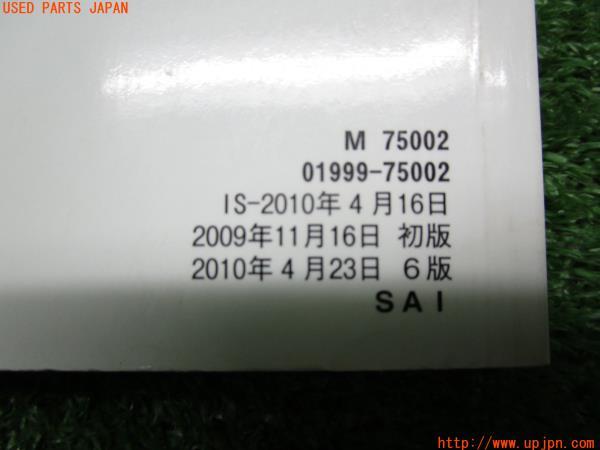 USED PARTS JAPAN
M 75002
01999-75002
IS-2010年4月16日
2009年11月16日 初版
2010年4月23日 6版
SAI
http://www.upjpn.com/